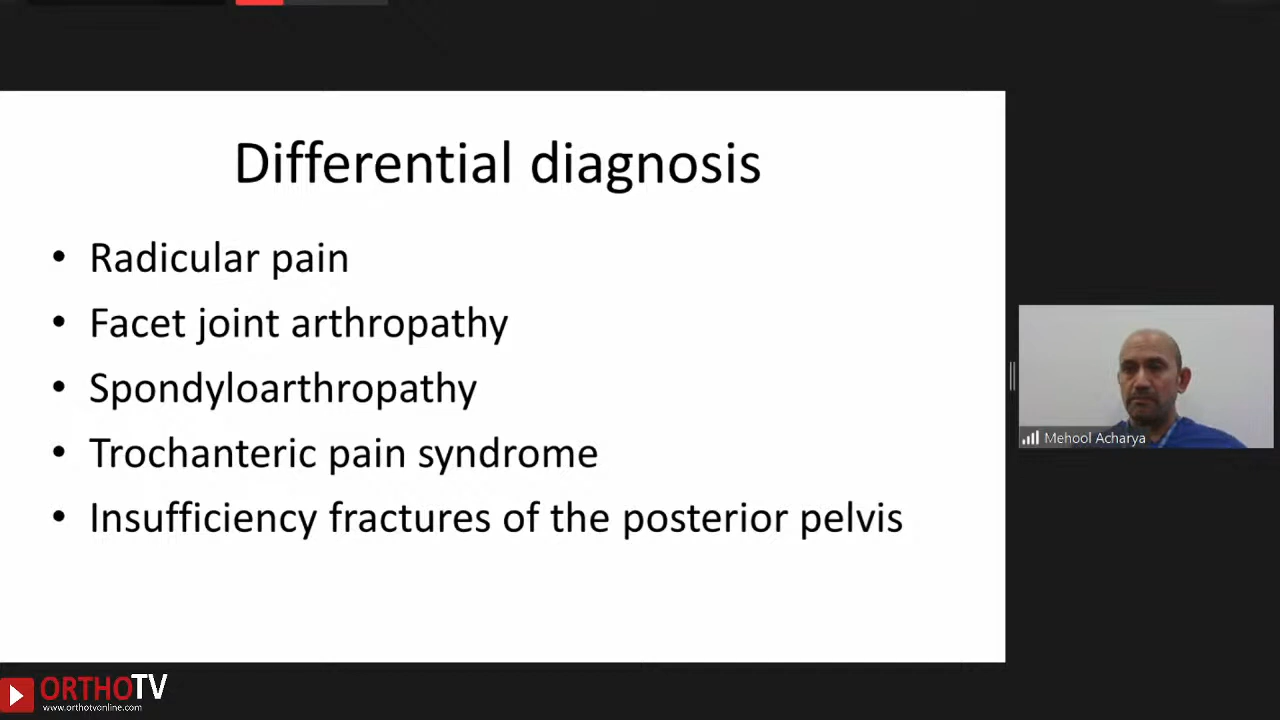 Differential diagnosis
• Radicular pain
• Facet joint arthropathy
• Spondyloarthropathy
• Trochanteric pain syndrome
• Insufficiency fractures of the posterior pelvis
Mehool Acharya
ORTHOTV
www.orthotvonline.com